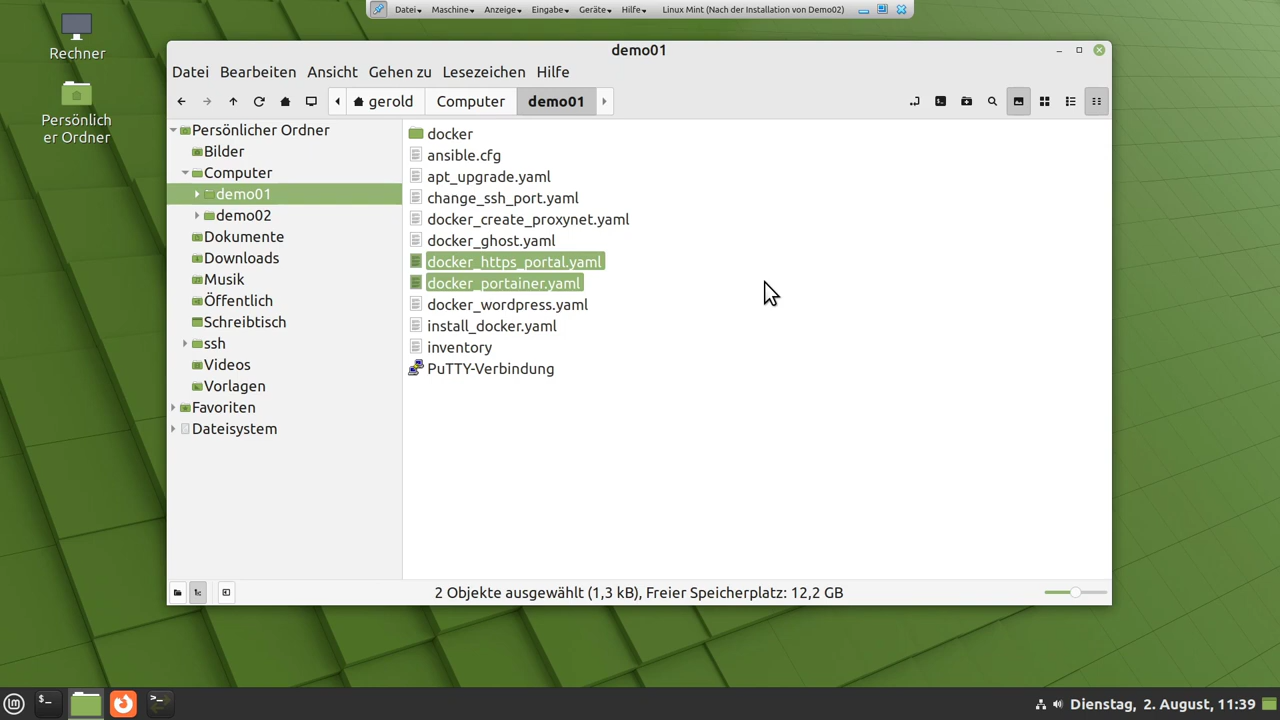 Datei Maschine Anzeige Eingabe Geräte Hilfe Linux Mint (Nach der Installation von Demo02)
Rechner
Persönlich
er Ordner
demo01
Datei Bearbeiten Ansicht Gehen zu Lesezeichen Hilfe
gerold Computer demo01
Persönlicher Ordner
Bilder
Computer
demo01
demo02
Dokumente
Downloads
Musik
Öffentlich
Schreibtisch
ssh
Videos
Vorlagen
Favoriten
Dateisystem
docker
ansible.cfg
apt_upgrade.yaml
change_ssh_port.yaml
docker_create_proxynet.yaml
docker_ghost.yaml
docker_https_portal.yaml
docker_portainer.yaml
docker_wordpress.yaml
install_docker.yaml
inventory
PuTTY-Verbindung
2 Objekte ausgewählt (1,3 kB), Freier Speicherplatz: 12,2 GB
Dienstag, 2. August, 11:39